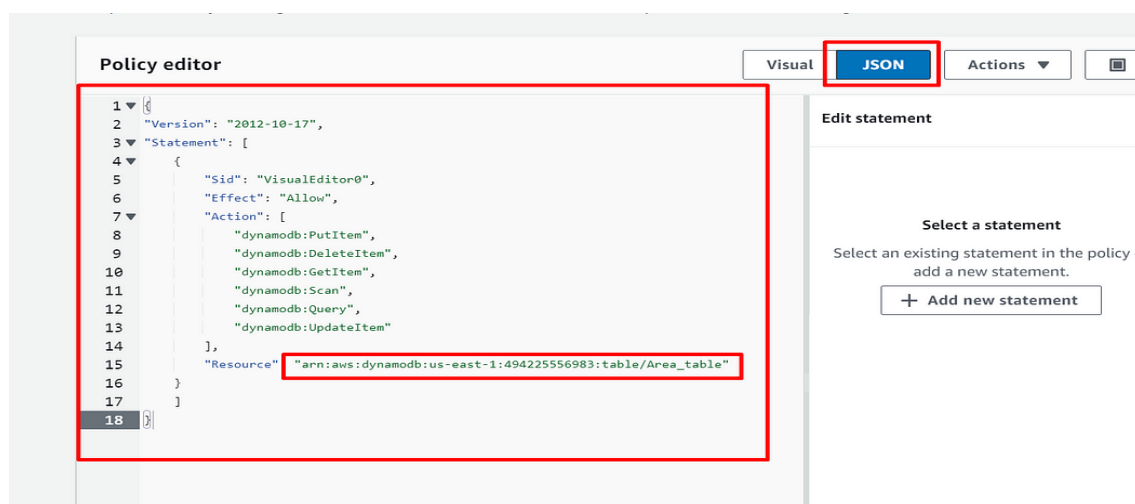 Policy editor
Visual
JSON
Actions ▼
1 ▼ {
2 "Version": "2012-10-17",
3 ▼ "Statement": [
4 ▼ {
5 "Sid": "VisualEditor0",
6 "Effect": "Allow",
7 ▼ "Action": [
8 "dynamodb:PutItem",
9 "dynamodb:DeleteItem",
10 "dynamodb:GetItem",
11 "dynamodb:Scan",
12 "dynamodb:Query",
13 "dynamodb:UpdateItem"
14 ],
15 "Resource" "arn:aws:dynamodb:us-east-1:494225556983:table/Area_table"
16 }
17 ]
18 }
Edit statement
Select a statement
Select an existing statement in the policy
add a new statement.
+ Add new statement